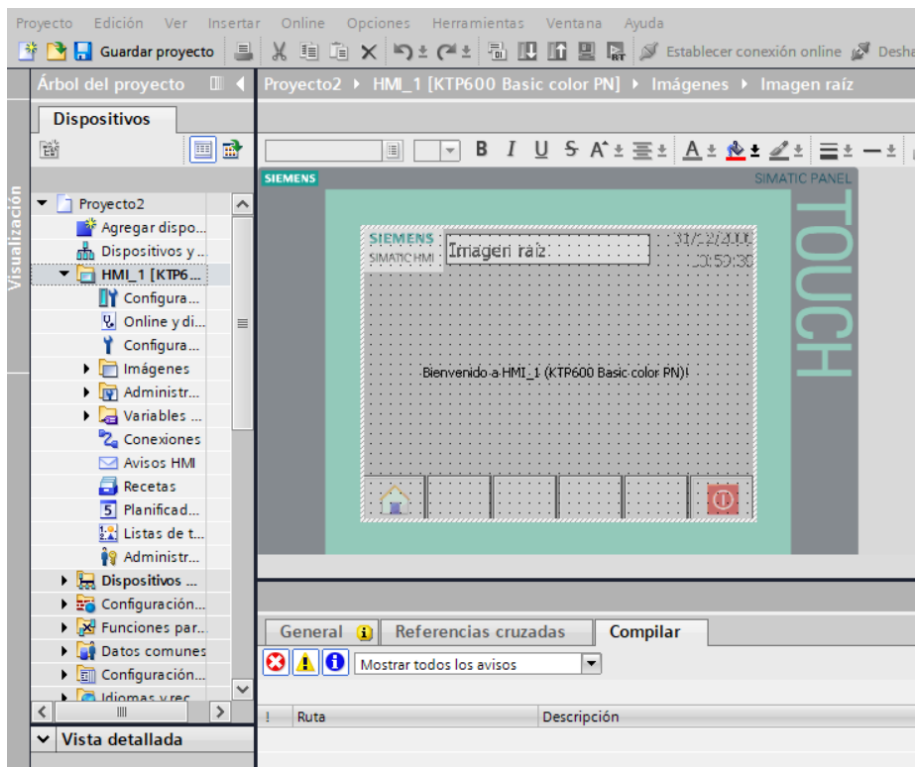 Proyecto Edición Ver Insertar Online Opciones Herramientas Ventana Ayuda
Guardar proyecto Establecer conexión online Desha
Árbol del proyecto
Proyecto2 HMI_1 [KTP600 Basic color PN] Imágenes Imagen raíz
Dispositivos
B I U S A A
Visualización
SIEMENS SIMATIC PANEL
TOUCH
Proyecto2
Agregar dispo...
Dispositivos y ...
HMI_1 [KTP6...
Configura...
Online y di...
Configura...
Imágenes
Administr...
Variables ...
Conexiones
Avisos HMI
Recetas
Planificad...
Listas de t...
Administr...
Dispositivos ...
Configuración...
Funciones par...
Datos comunes
Configuración...
Idiomas y rec...
Vista detallada
SIEMENS
SIMATIC HMI
Imagen raíz
Bienvenido a HMI_1 (KTP600 Basic color PN)!
General Referencias cruzadas Compilar
Mostrar todos los avisos
! Ruta Descripción